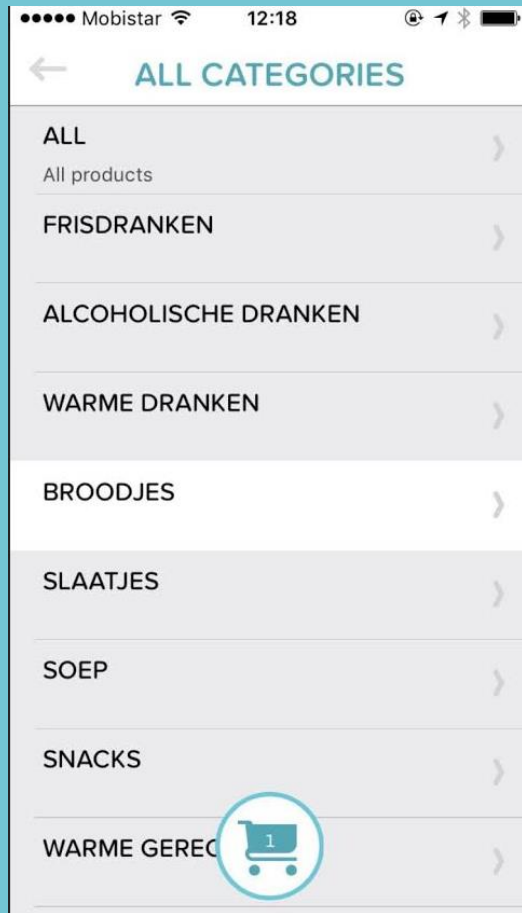 Mobistar 12:18
ALL CATEGORIES
ALL
All products
FRISDRANKEN
ALCOHOLISCHE DRANKEN
WARME DRANKEN
BROODJES
SLAATJES
SOEP
SNACKS
WARME
1